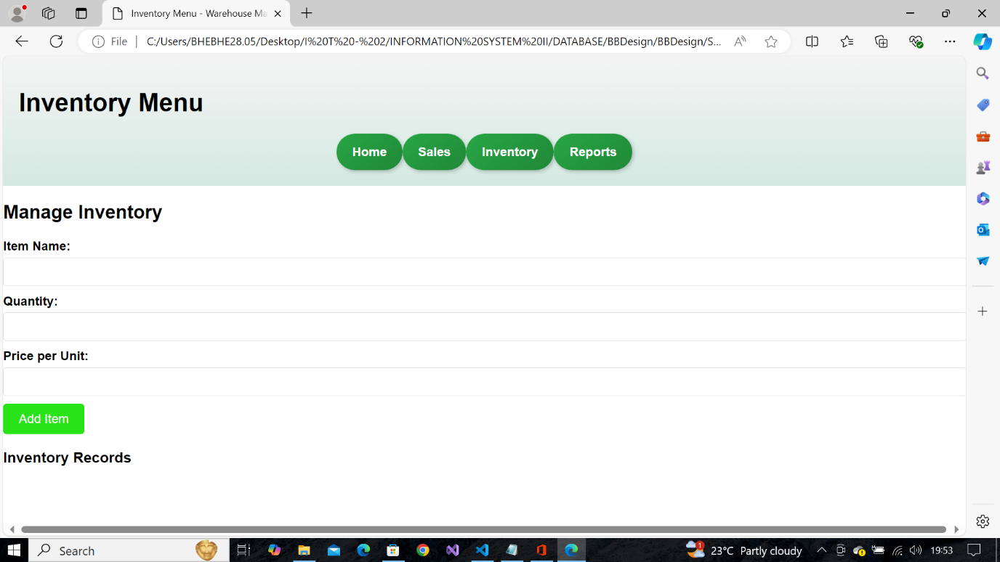 Inventory Menu - Warehouse Ma
File
C:/Users/BHEBHE28.05/Desktop/I%20T%20-%202/INFORMATION%20SYSTEM%20II/DATABASE/BBDesign/BBDesign/S...
Inventory Menu
Home Sales Inventory Reports
Manage Inventory
Item Name:
Quantity:
Price per Unit:
Add Item
Inventory Records
Search
1
23°C Partly cloudy
19:53